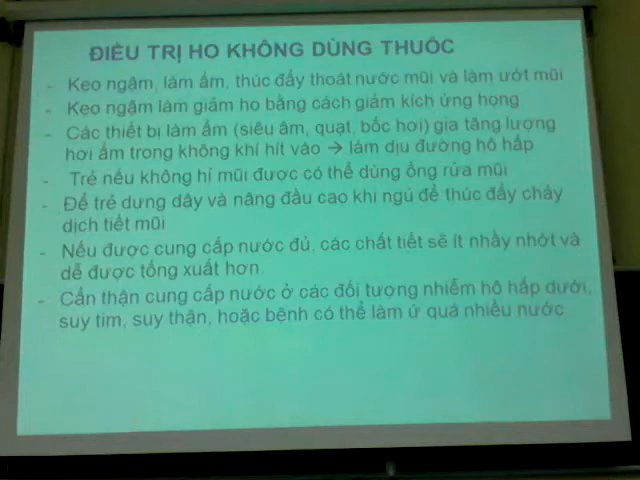 ĐIỀU TRỊ HO KHÔNG DÙNG THUỐC
- Kẹo ngậm, làm ẩm, thúc đẩy thoát nước mũi và làm ướt mũi
- Kẹo ngậm làm giảm ho bằng cách giảm kích ứng họng
- Các thiết bị làm ẩm (siêu âm, quạt, bốc hơi) gia tăng lượng
hơi ẩm trong không khí hít vào → làm dịu đường hô hấp
- Trẻ nếu không hỉ mũi được có thể dùng ống rửa mũi
- Để trẻ dựng dậy và nâng đầu cao khi ngủ để thúc đẩy chảy
dịch tiết mũi
- Nếu được cung cấp nước đủ, các chất tiết sẽ ít nhầy nhớt và
dễ được tống xuất hơn.
- Cẩn thận cung cấp nước ở các đối tượng nhiễm hô hấp dưới,
suy tim, suy thận, hoặc bệnh có thể làm ứ quá nhiều nước